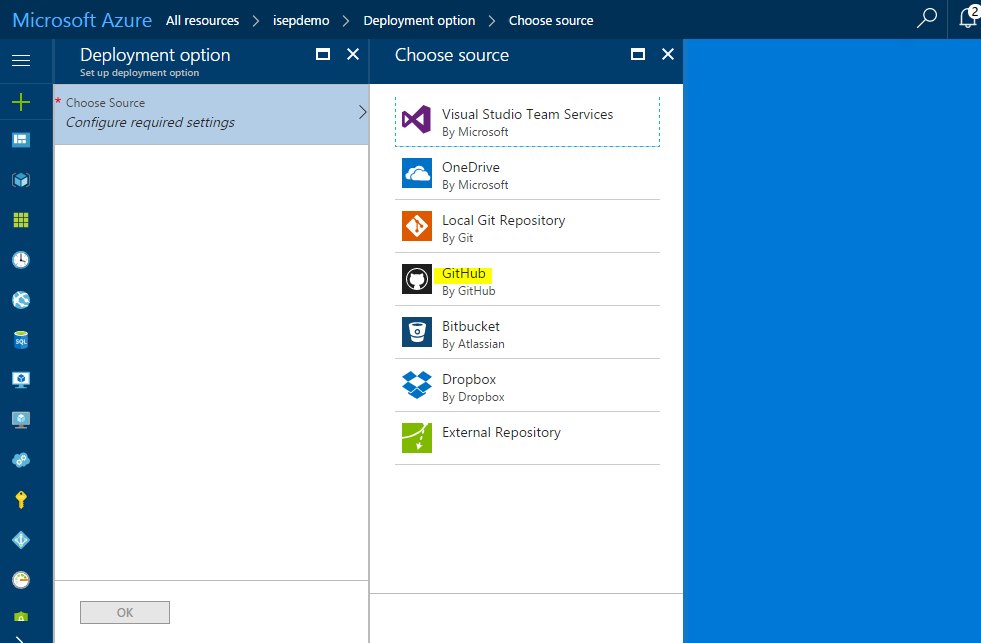 Microsoft Azure All resources isepdemo Deployment option Choose source 2
Deployment option
Set up deployment option
* Choose Source
Configure required settings
OK
Choose source
Visual Studio Team Services
By Microsoft
OneDrive
By Microsoft
Local Git Repository
By Git
GitHub
By GitHub
Bitbucket
By Atlassian
Dropbox
By Dropbox
External Repository
SQL